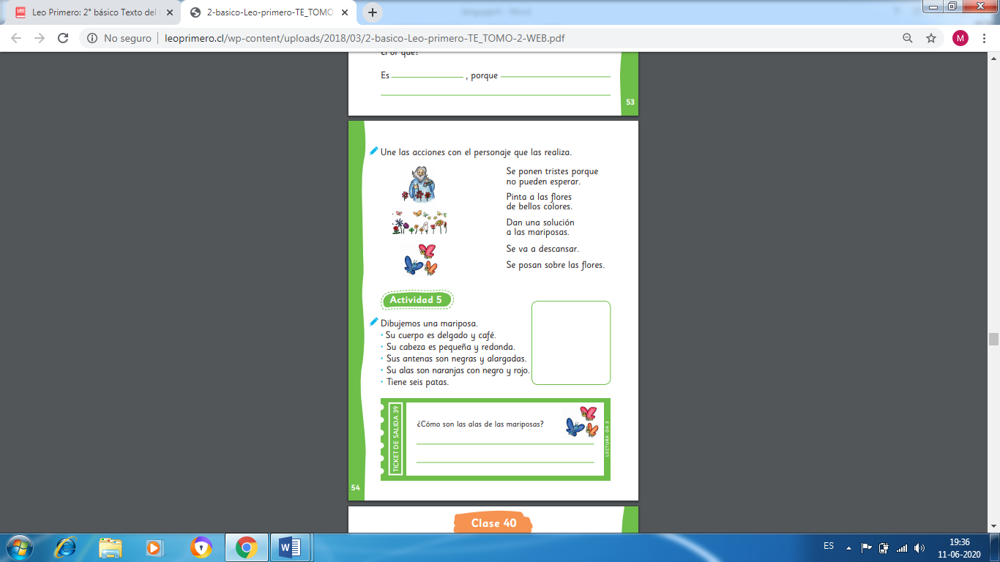 Leo Primero: 2° básico Texto del
2-basico-Leo-primero-TE_TOMO
No seguro
leoprimero.cl/wp-content/uploads/2018/03/2-basico-Leo-primero-TE_TOMO-2-WEB.pdf
M
Es ____________ , porque ____________
53
Une las acciones con el personaje que las realiza.
Se ponen tristes porque
no pueden esperar.
Pinta a las flores
de bellos colores.
Dan una solución
a las mariposas.
Se va a descansar.
Se posan sobre las flores.
Actividad 5
Dibujemos una mariposa.
• Su cuerpo es delgado y café.
• Su cabeza es pequeña y redonda.
• Sus antenas son negras y alargadas.
• Su alas son naranjas con negro y rojo.
• Tiene seis patas.
TICKET DE SALIDA 39
¿Cómo son las alas de las mariposas?
LECTURA OA 3
54
Clase 40
ES
19:36
11-06-2020